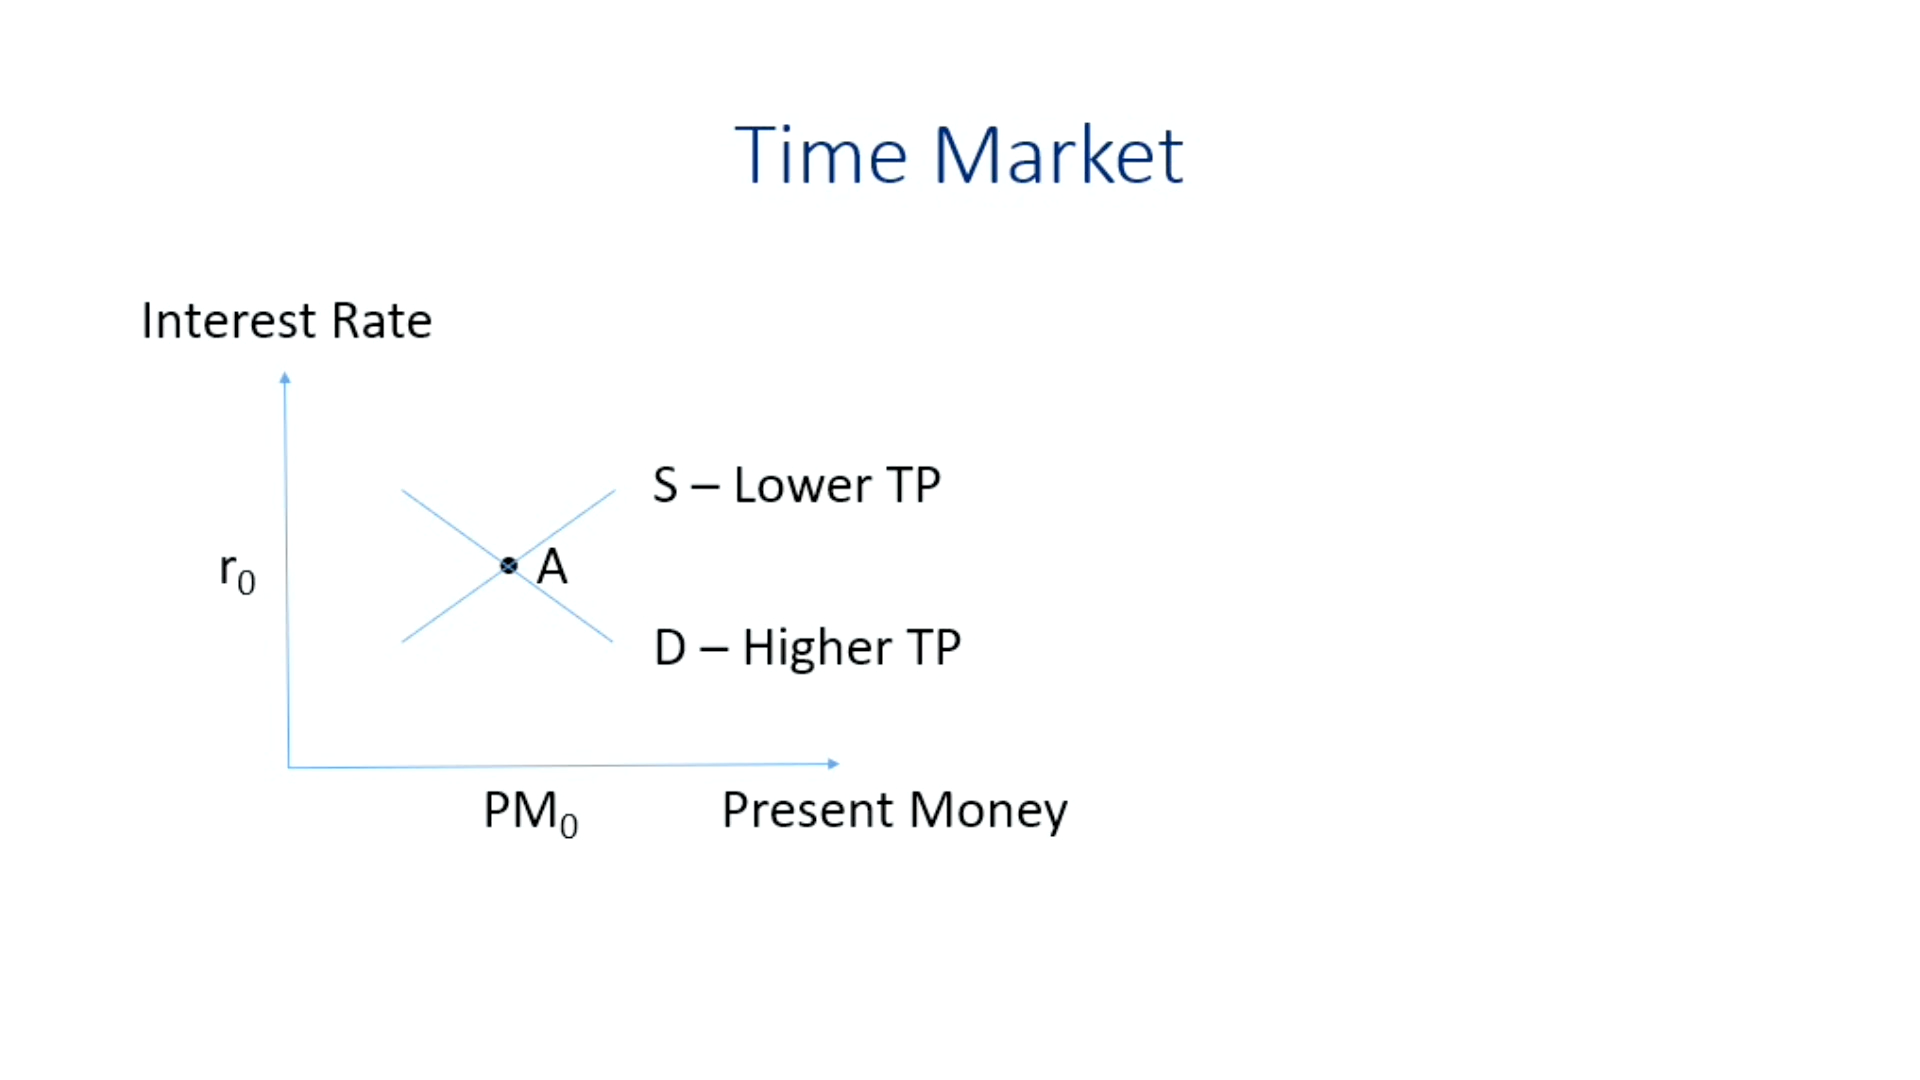 Time Market
Interest Rate
S – Lower TP
A
r₀
D – Higher TP
PM₀
Present Money